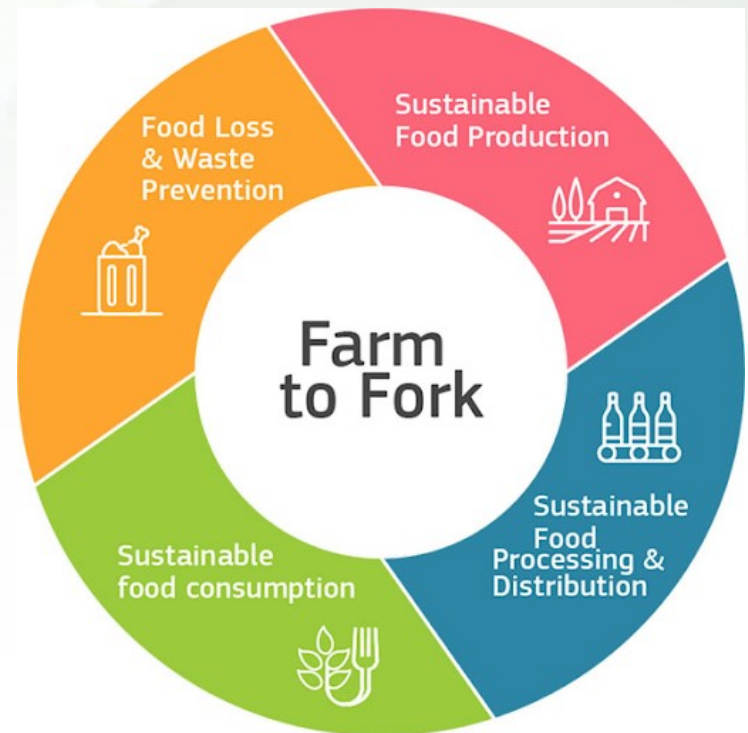 Food Loss
& Waste
Prevention
Sustainable
Food Production
Farm
to Fork
Sustainable
Food
Processing &
Distribution
Sustainable
food consumption